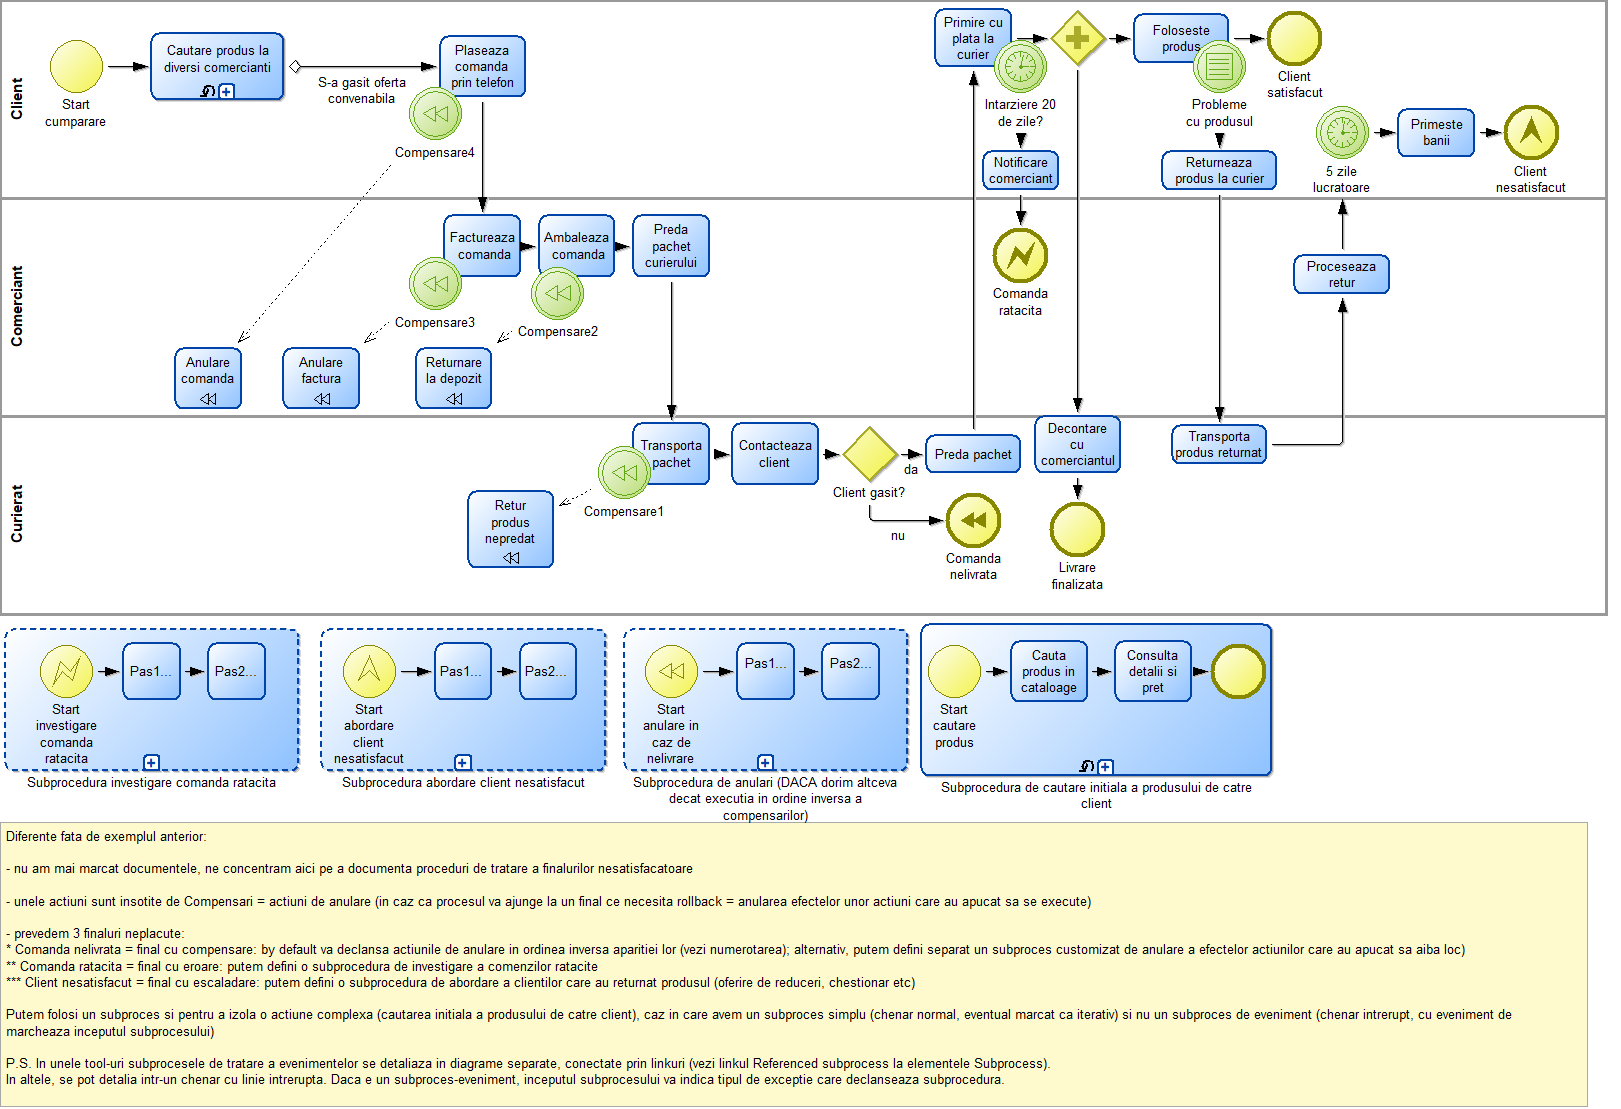 Client
Start
cumparare
Cautare produs la
diversi comercianti
S-a gasit oferta
convenabila
Plaseaza
comanda
prin telefon
Compensare4
Primire cu
plata la
curier
Intarziere 20
de zile?
Notificare
comerciant
Foloseste
produs
Probleme
cu produsul
Returneaza
produs la curier
Client
satisfacut
5 zile
lucratoare
Primeste
banii
Client
nesatisfacut
Comerciant
Factureaza
comanda
Ambaleaza
comanda
Preda
pachet
curierului
Compensare3
Compensare2
Anulare
comanda
Anulare
factura
Returnare
la depozit
Comanda
ratacita
Proceseaza
retur
Curierat
Transporta
pachet
Compensare1
Retur
produs
nepredat
Contacteaza
client
Client gasit?
da
nu
Preda pachet
Comanda
nelivrata
Decontare
cu
comerciantul
Livrare
finalizata
Transporta
produs returnat
Start
investigare
comanda
ratacita
Pas1...
Pas2...
Subprocedura investigare comanda ratacita
Start
abordare
client
nesatisfacut
Pas1...
Pas2...
Subprocedura abordare client nesatisfacut
Start
anulare in
caz de
nelivrare
Pas1...
Pas2...
Subprocedura de anulari (DACA dorim altceva
decat executia in ordine inversa a
compensarilor)
Start
cautare
produs
Cauta
produs in
cataloage
Consulta
detalii si
pret
Subprocedura de cautare initiala a produsului de catre
client
Diferente fata de exemplul anterior:
- nu am mai marcat documentele, ne concentram aici pe a documenta proceduri de tratare a finalurilor nesatisfacatoare
- unele actiuni sunt insotite de Compensari = actiuni de anulare (in caz ca procesul va ajunge la un final ce necesita rollback = anularea efectelor unor actiuni care au apucat sa se execute)
- prevedem 3 finaluri neplacute:
* Comanda nelivrata = final cu compensare: by default va declansa actiunile de anulare in ordinea inversa aparitiei lor (vezi numerotarea); alternativ, putem defini separat un subproces customizat de anulare a efectelor actiunilor care au apucat sa aiba loc)
** Comanda ratacita = final cu eroare: putem defini o subprocedura de investigare a comenzilor ratacite
*** Client nesatisfacut = final cu escaladare: putem defini o subprocedura de abordare a clientilor care au returnat produsul (oferire de reduceri, chestionar etc)
Putem folosi un subproces si pentru a izola o actiune complexa (cautarea initiala a produsului de catre client), caz in care avem un subproces simplu (chenar normal, eventual marcat ca iterativ) si nu un subproces de eveniment (chenar intrerupt, cu eveniment de
marcheaza inceputul subprocesului)
P.S. In unele tool-uri subprocesele de tratare a evenimentelor se detaliaza in diagrame separate, conectate prin linkuri (vezi linkul Referenced subprocess la elementele Subprocess).
In altele, se pot detalia intr-un chenar cu linie intrerupta. Daca e un subproces-eveniment, inceputul subprocesului va indica tipul de exceptie care declanseaza subprocedura.